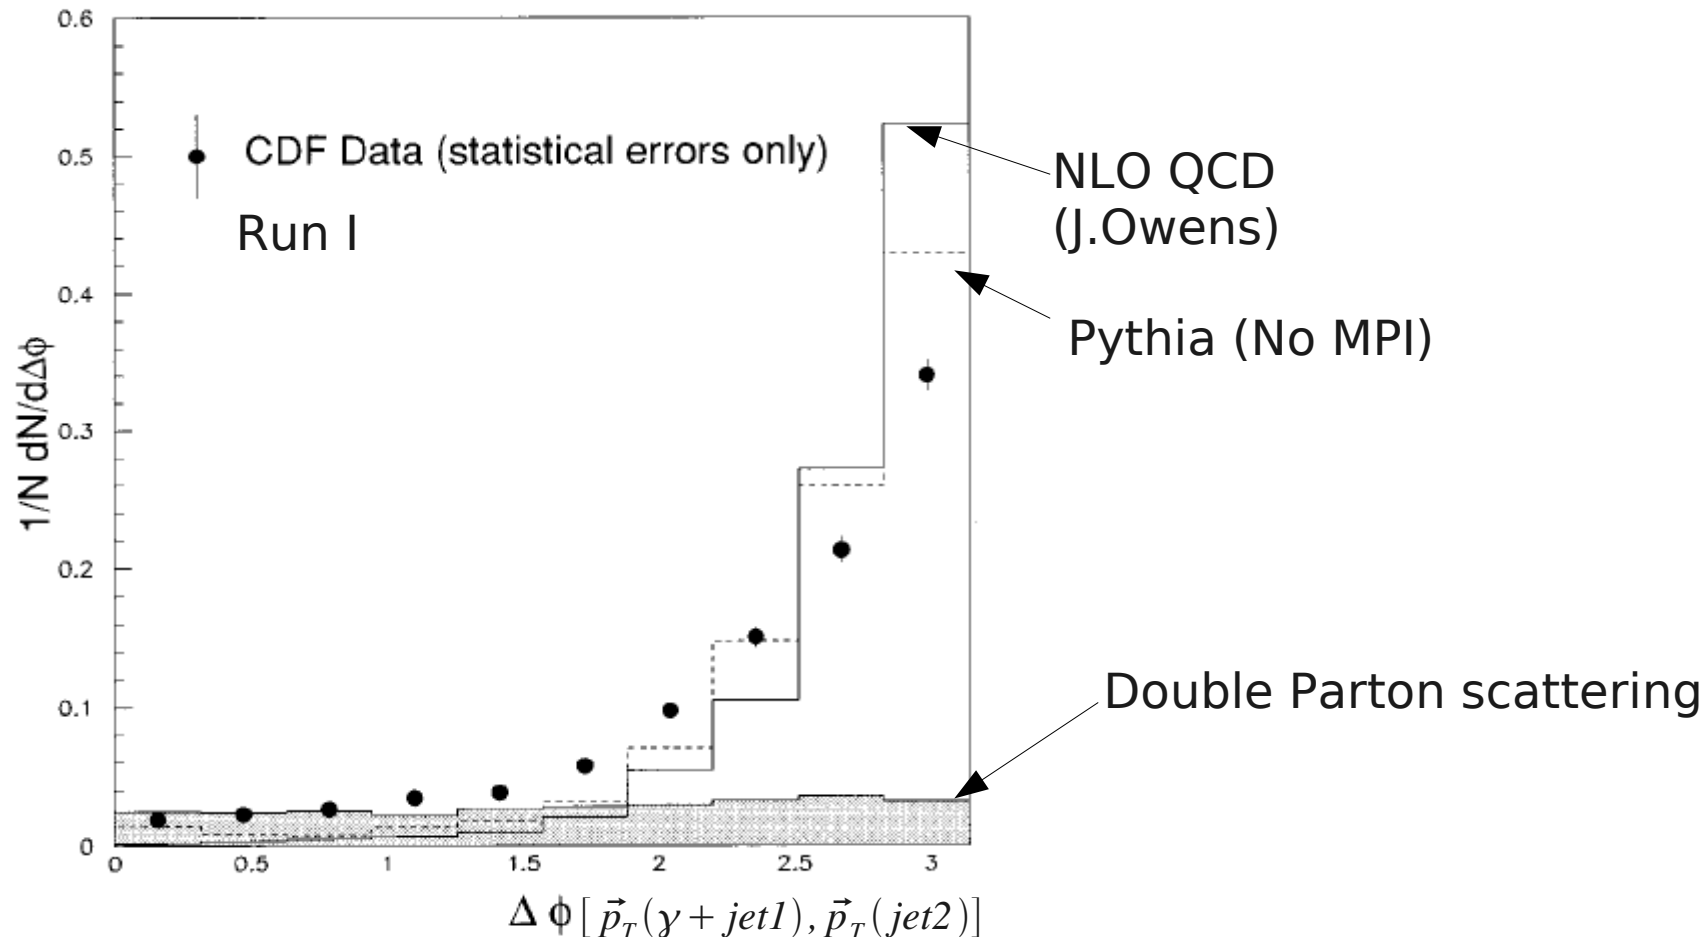 0.6
CDF Data (statistical errors only)
0.5
Run I
NLO QCD
(J.Owens)
0.4
Pythia (No MPI)
1/N dN/dΔϕ
0.3
0.2
Double Parton scattering
0.1
0
0 0.5 1 1.5 2 2.5 3
Δ ϕ [ p⃗_T (γ + jet1) , p⃗_T (jet2) ]